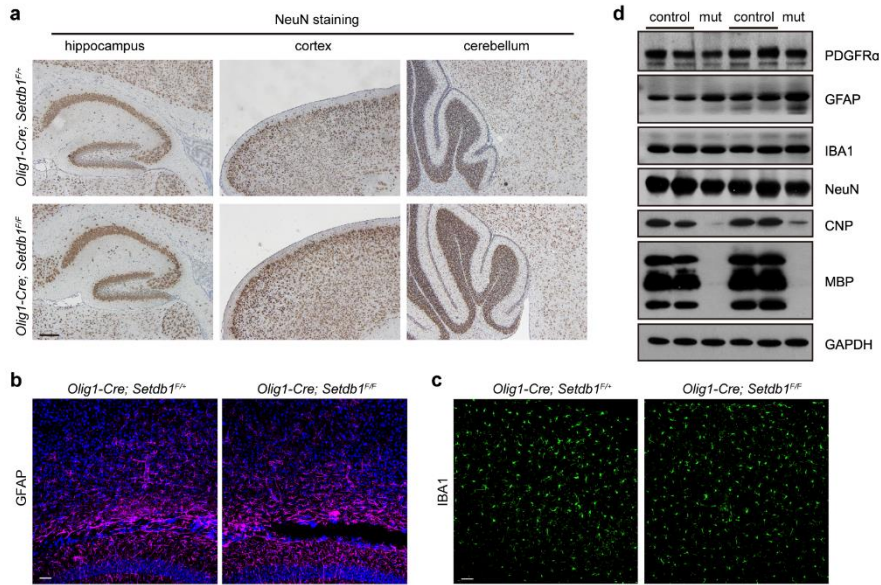 a
NeuN staining
hippocampus cortex cerebellum
Olig1-Cre; Setdb1F/+
Olig1-Cre; Setdb1F/F
b
Olig1-Cre; Setdb1F/+ Olig1-Cre; Setdb1F/F
GFAP
c
Olig1-Cre; Setdb1F/+ Olig1-Cre; Setdb1F/F
IBA1
d
control mut control mut
PDGFRα
GFAP
IBA1
NeuN
CNP
MBP
GAPDH